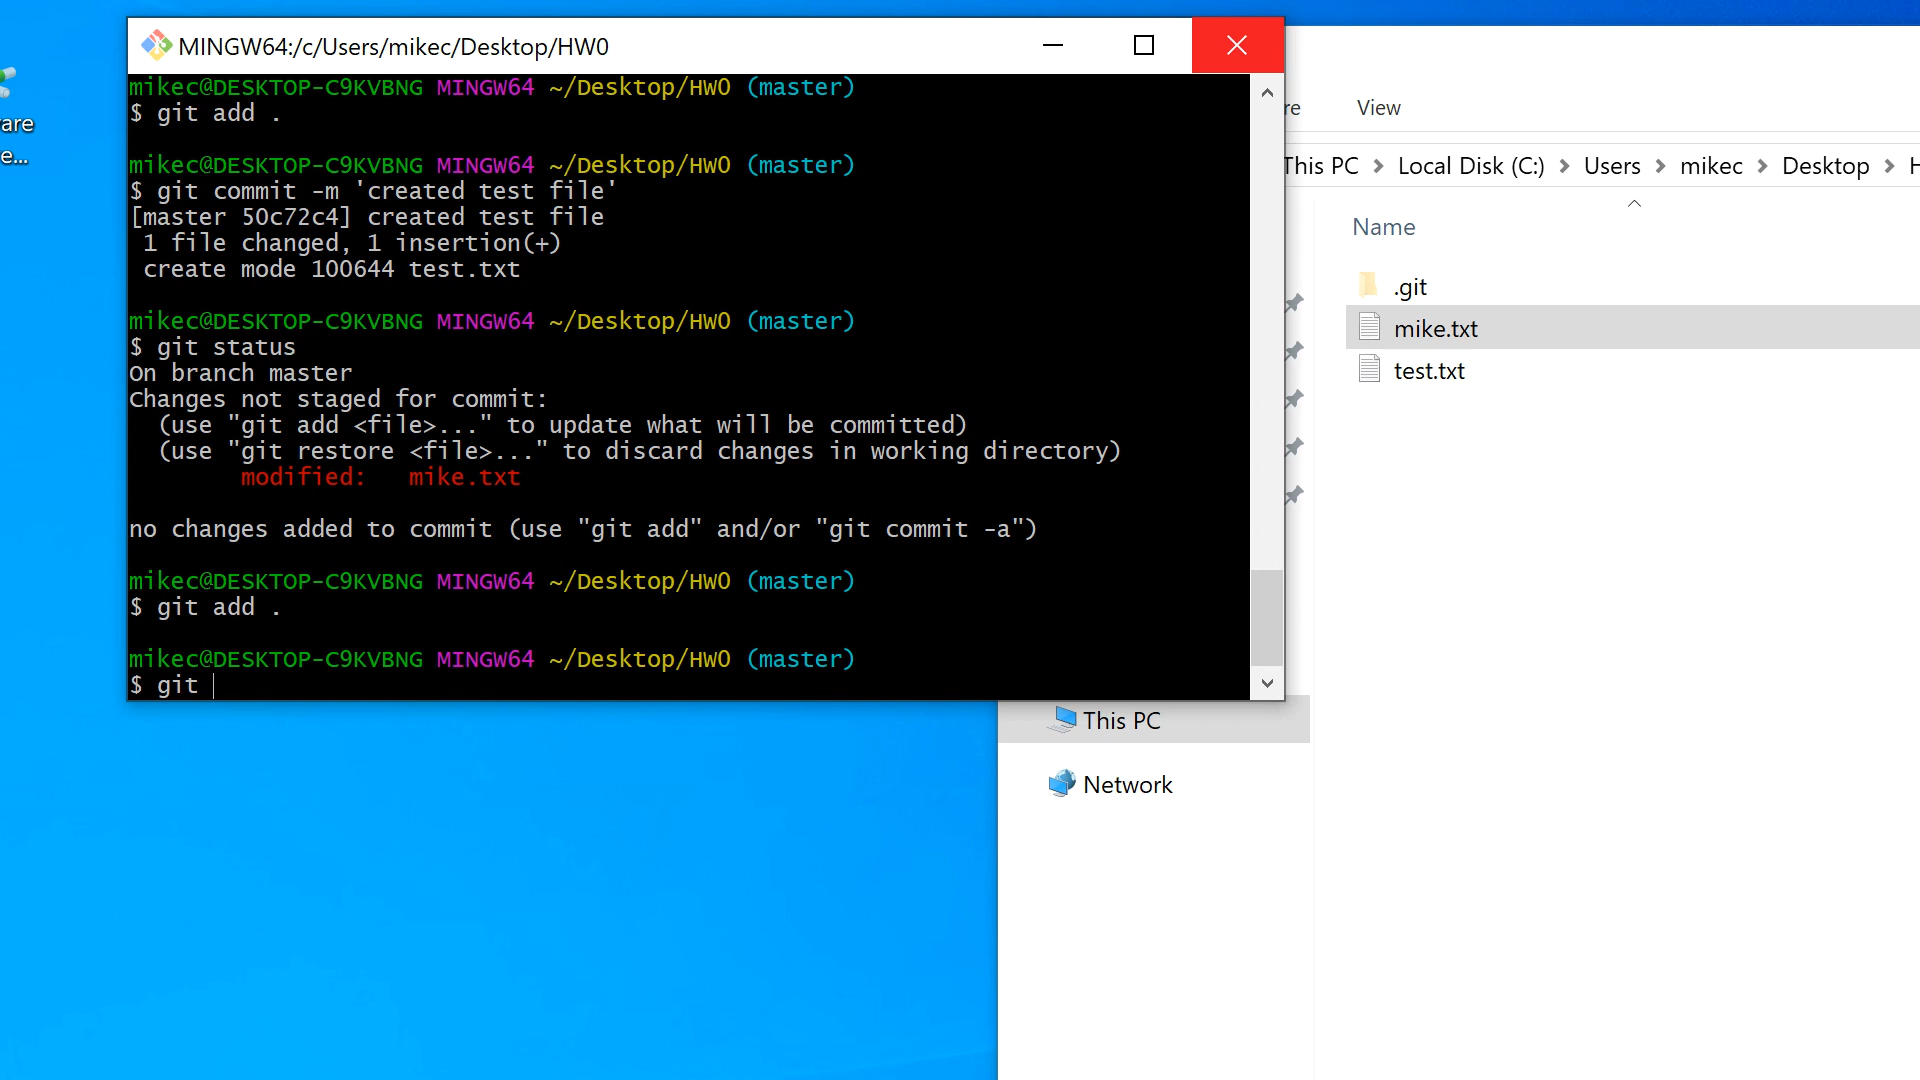 MINGW64:/c/Users/mikec/Desktop/HW0
mikec@DESKTOP-C9KVBNG MINGW64 ~/Desktop/HW0 (master)
$ git add .
mikec@DESKTOP-C9KVBNG MINGW64 ~/Desktop/HW0 (master)
$ git commit -m 'created test file'
[master 50c72c4] created test file
1 file changed, 1 insertion(+)
create mode 100644 test.txt
mikec@DESKTOP-C9KVBNG MINGW64 ~/Desktop/HW0 (master)
$ git status
On branch master
Changes not staged for commit:
(use "git add <file>..." to update what will be committed)
(use "git restore <file>..." to discard changes in working directory)
modified:   mike.txt
no changes added to commit (use "git add" and/or "git commit -a")
mikec@DESKTOP-C9KVBNG MINGW64 ~/Desktop/HW0 (master)
$ git add .
mikec@DESKTOP-C9KVBNG MINGW64 ~/Desktop/HW0 (master)
$ git
are
e...
re
View
This PC > Local Disk (C:) > Users > mikec > Desktop > H
Name
.git
mike.txt
test.txt
This PC
Network